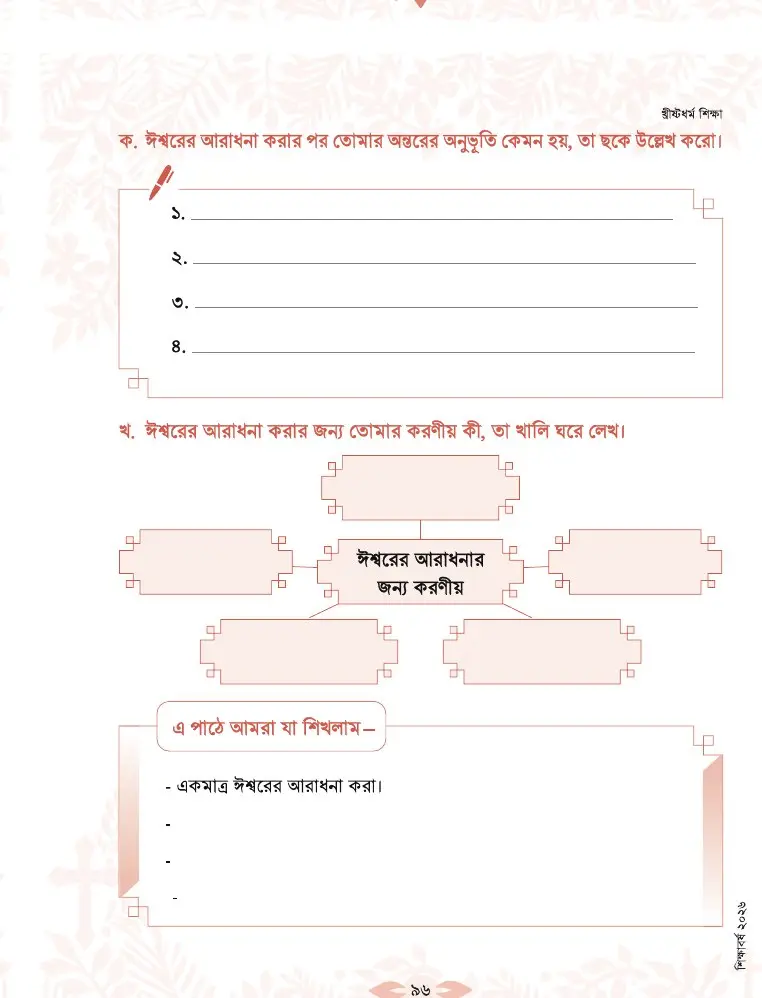 খ্রীষ্টধর্ম শিক্ষা
ক. ঈশ্বরের আরাধনা করার পর তোমার অন্তরের অনুভূতি কেমন হয়, তা ছকে উল্লেখ করো।
১.
২.
৩.
৪.
খ. ঈশ্বরের আরাধনা করার জন্য তোমার করণীয় কী, তা খালি ঘরে লেখ।
ঈশ্বরের আরাধনার
জন্য করণীয়
এ পাঠে আমরা যা শিখলাম–
- একমাত্র ঈশ্বরের আরাধনা করা।
-
-
-
শিক্ষাবর্ষ ২০২৬
৯৬